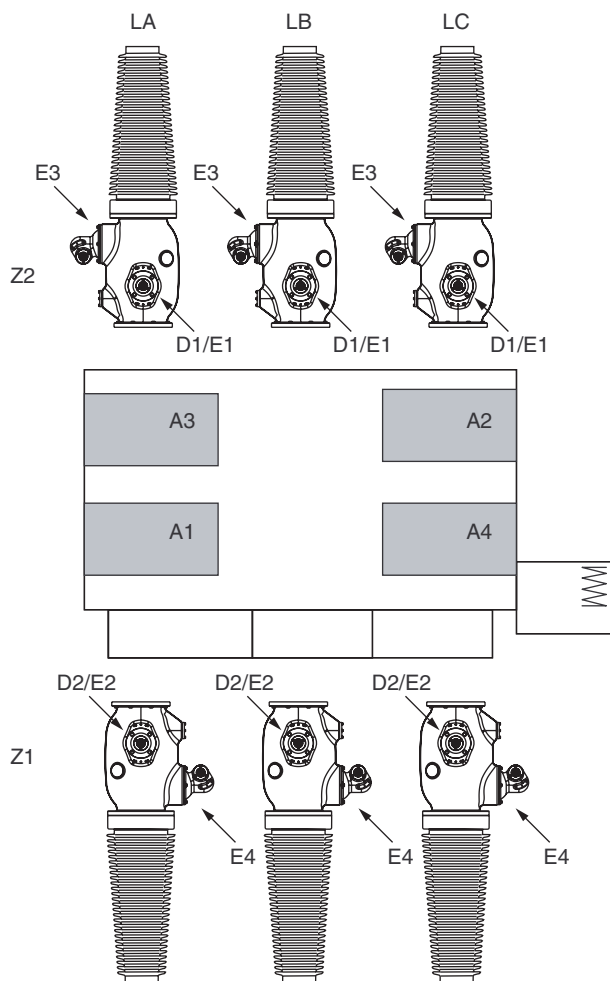 LA LB LC
E3 E3 E3
Z2
D1/E1 D1/E1 D1/E1
A3 A2
A1 A4
D2/E2 D2/E2 D2/E2
Z1
E4 E4 E4